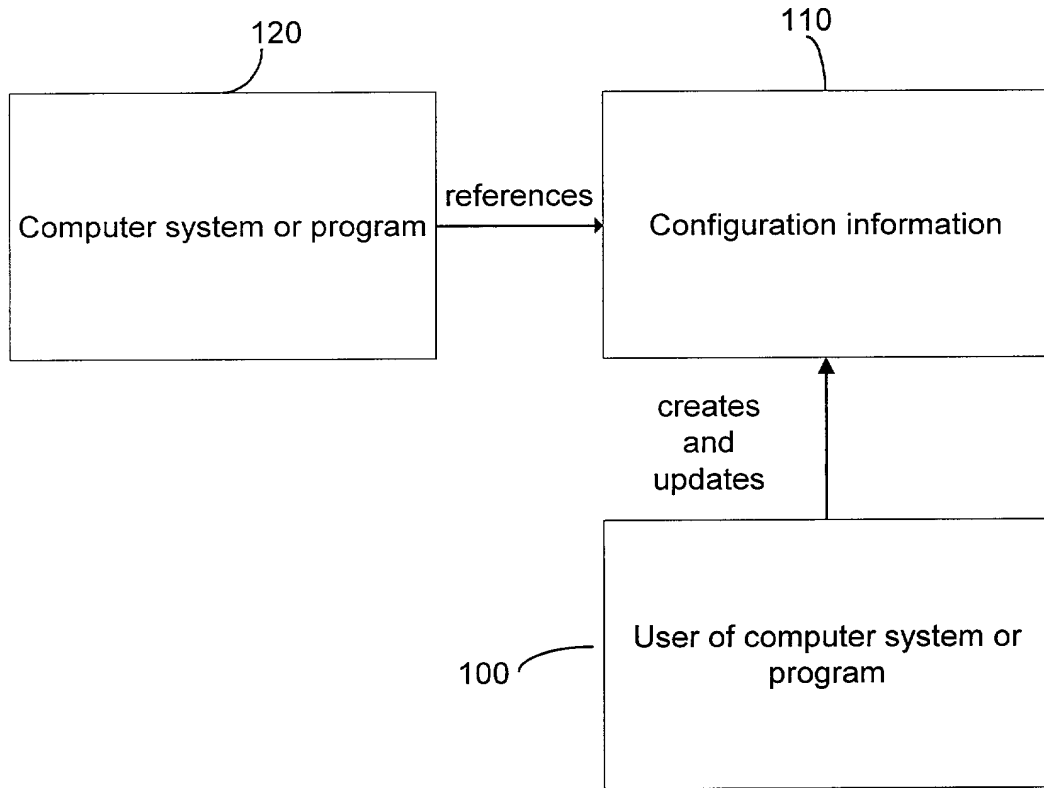 120
110
Computer system or program
references
Configuration information
creates
and
updates
100
User of computer system or
program